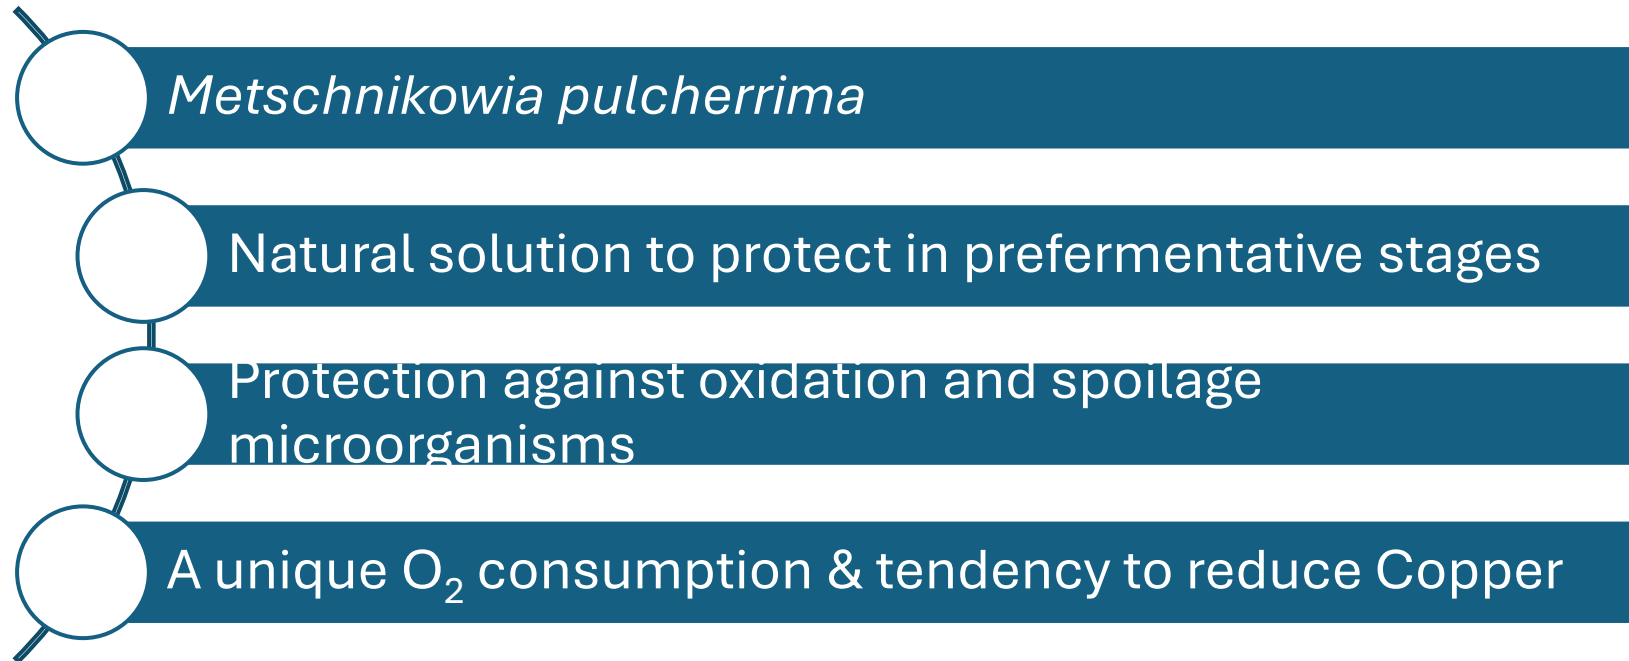 Metschnikowia pulcherrima
Natural solution to protect in prefermentative stages
Protection against oxidation and spoilage
microorganisms
A unique O₂ consumption & tendency to reduce Copper